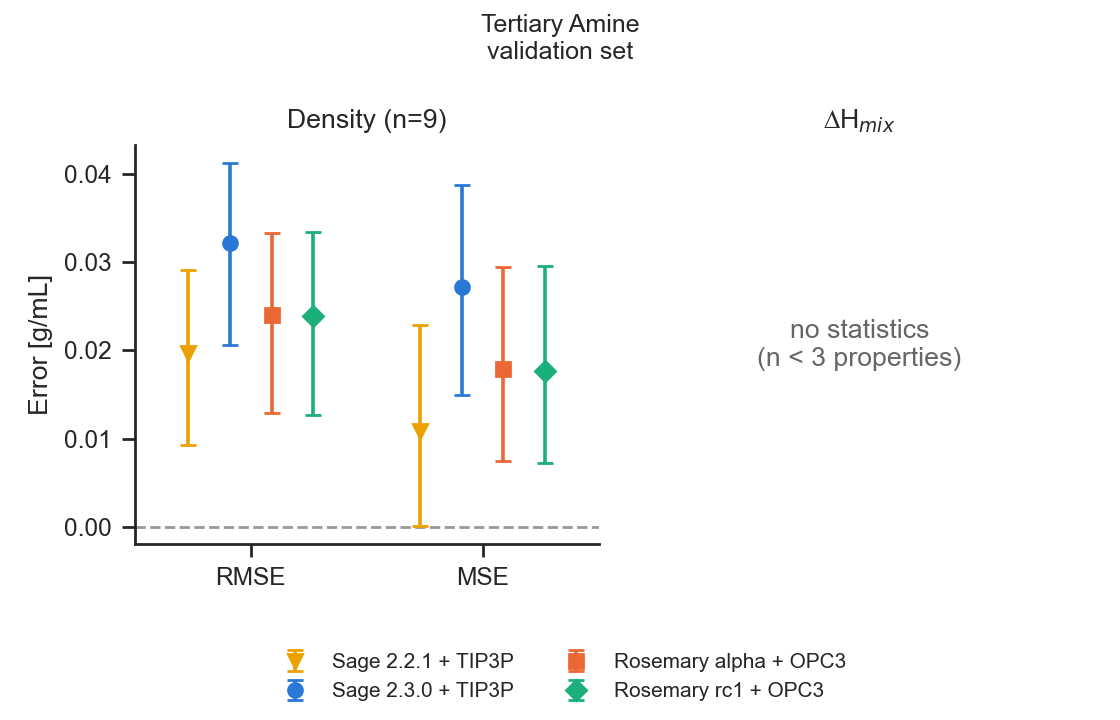 Tertiary Amine
validation set
Density (n=9)
ΔHmix
Error [g/mL]
0.04
0.03
0.02
0.01
0.00
RMSE
MSE
no statistics
(n < 3 properties)
Sage 2.2.1 + TIP3P
Sage 2.3.0 + TIP3P
Rosemary alpha + OPC3
Rosemary rc1 + OPC3